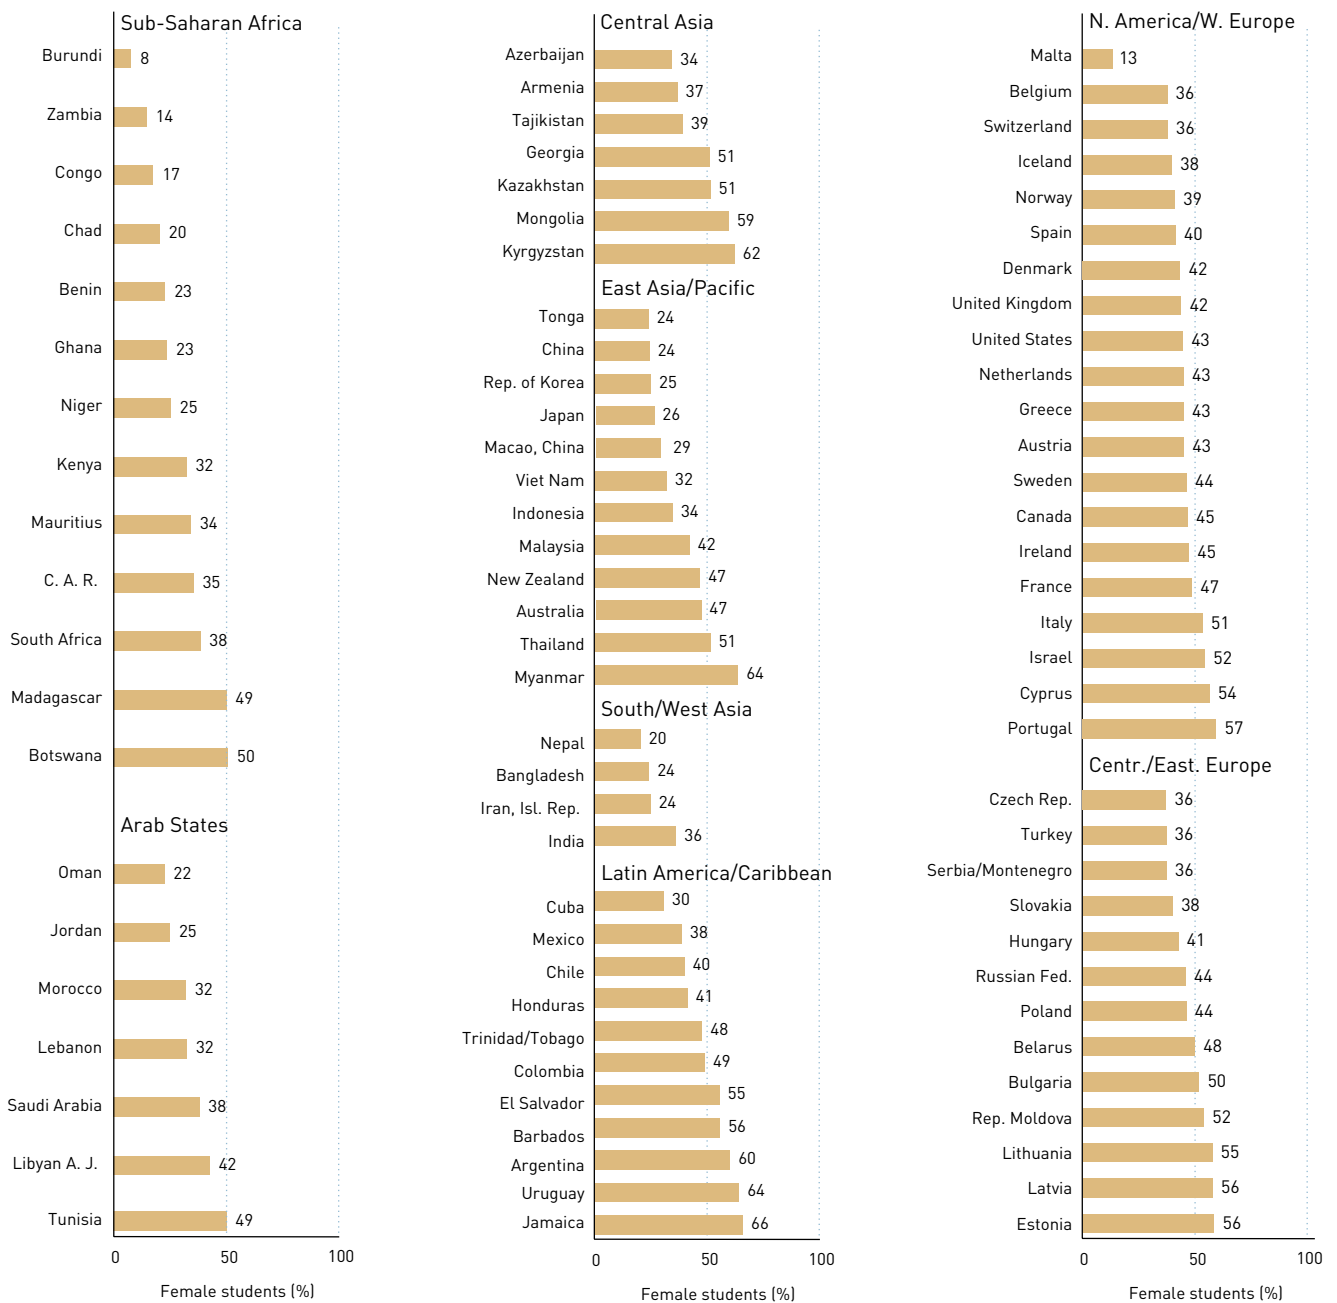 Sub-Saharan Africa
Burundi 8
Zambia 14
Congo 17
Chad 20
Benin 23
Ghana 23
Niger 25
Kenya 32
Mauritius 34
C. A. R. 35
South Africa 38
Madagascar 49
Botswana 50
Arab States
Oman 22
Jordan 25
Morocco 32
Lebanon 32
Saudi Arabia 38
Libyan A. J. 42
Tunisia 49
0 50 100
Female students (%)
Central Asia
Azerbaijan 34
Armenia 37
Tajikistan 39
Georgia 51
Kazakhstan 51
Mongolia 59
Kyrgyzstan 62
East Asia/Pacific
Tonga 24
China 24
Rep. of Korea 25
Japan 26
Macao, China 29
Viet Nam 32
Indonesia 34
Malaysia 42
New Zealand 47
Australia 47
Thailand 51
Myanmar 64
South/West Asia
Nepal 20
Bangladesh 24
Iran, Isl. Rep. 24
India 36
Latin America/Caribbean
Cuba 30
Mexico 38
Chile 40
Honduras 41
Trinidad/Tobago 48
Colombia 49
El Salvador 55
Barbados 56
Argentina 60
Uruguay 64
Jamaica 66
0 50 100
Female students (%)
N. America/W. Europe
Malta 13
Belgium 36
Switzerland 36
Iceland 38
Norway 39
Spain 40
Denmark 42
United Kingdom 42
United States 43
Netherlands 43
Greece 43
Austria 43
Sweden 44
Canada 45
Ireland 45
France 47
Italy 51
Israel 52
Cyprus 54
Portugal 57
Centr./East. Europe
Czech Rep. 36
Turkey 36
Serbia/Montenegro 36
Slovakia 38
Hungary 41
Russian Fed. 44
Poland 44
Belarus 48
Bulgaria 50
Rep. Moldova 52
Lithuania 55
Latvia 56
Estonia 56
0 50 100
Female students (%)